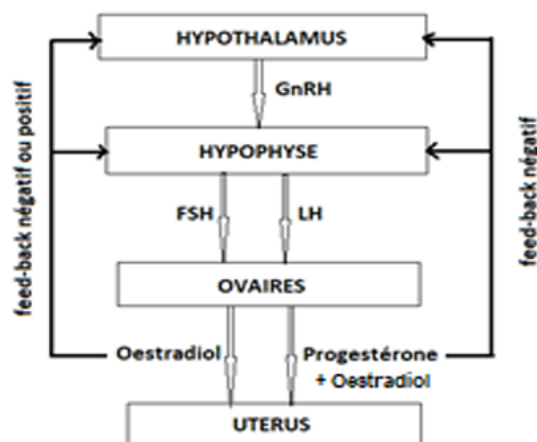 HYPOTHALAMUS
GnRH
HYPOPHYSE
FSH
LH
OVAIRES
Oestradiol
Progestérone
+ Oestradiol
UTERUS
feed-back négatif ou positif
feed-back négatif